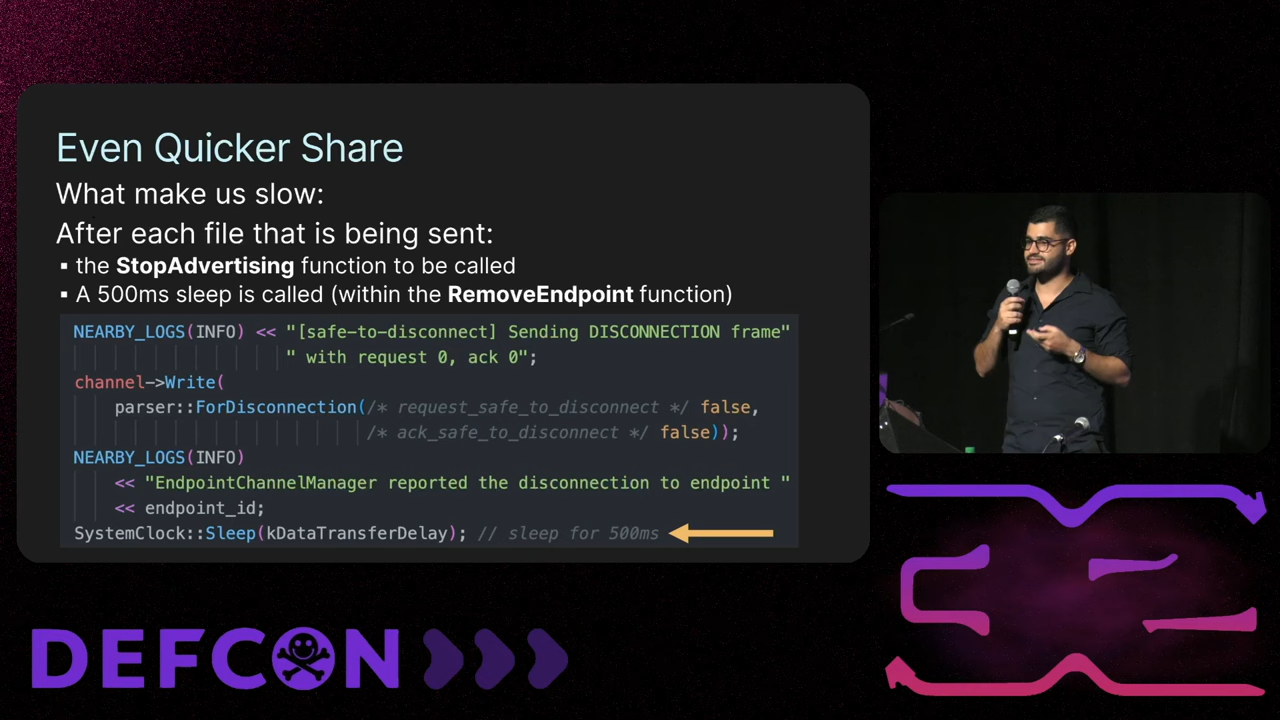 Even Quicker Share
What make us slow:
After each file that is being sent:
▪ the StopAdvertising function to be called
▪ A 500ms sleep is called (within the RemoveEndpoint function)
NEARBY_LOGS(INFO) << "[safe-to-disconnect] Sending DISCONNECTION frame"
" with request 0, ack 0";
channel->Write(
parser::ForDisconnection(/* request_safe_to_disconnect */ false,
/* ack_safe_to_disconnect */ false));
NEARBY_LOGS(INFO)
<< "EndpointChannelManager reported the disconnection to endpoint "
<< endpoint_id;
SystemClock::Sleep(kDataTransferDelay); // sleep for 500ms
DEFCON